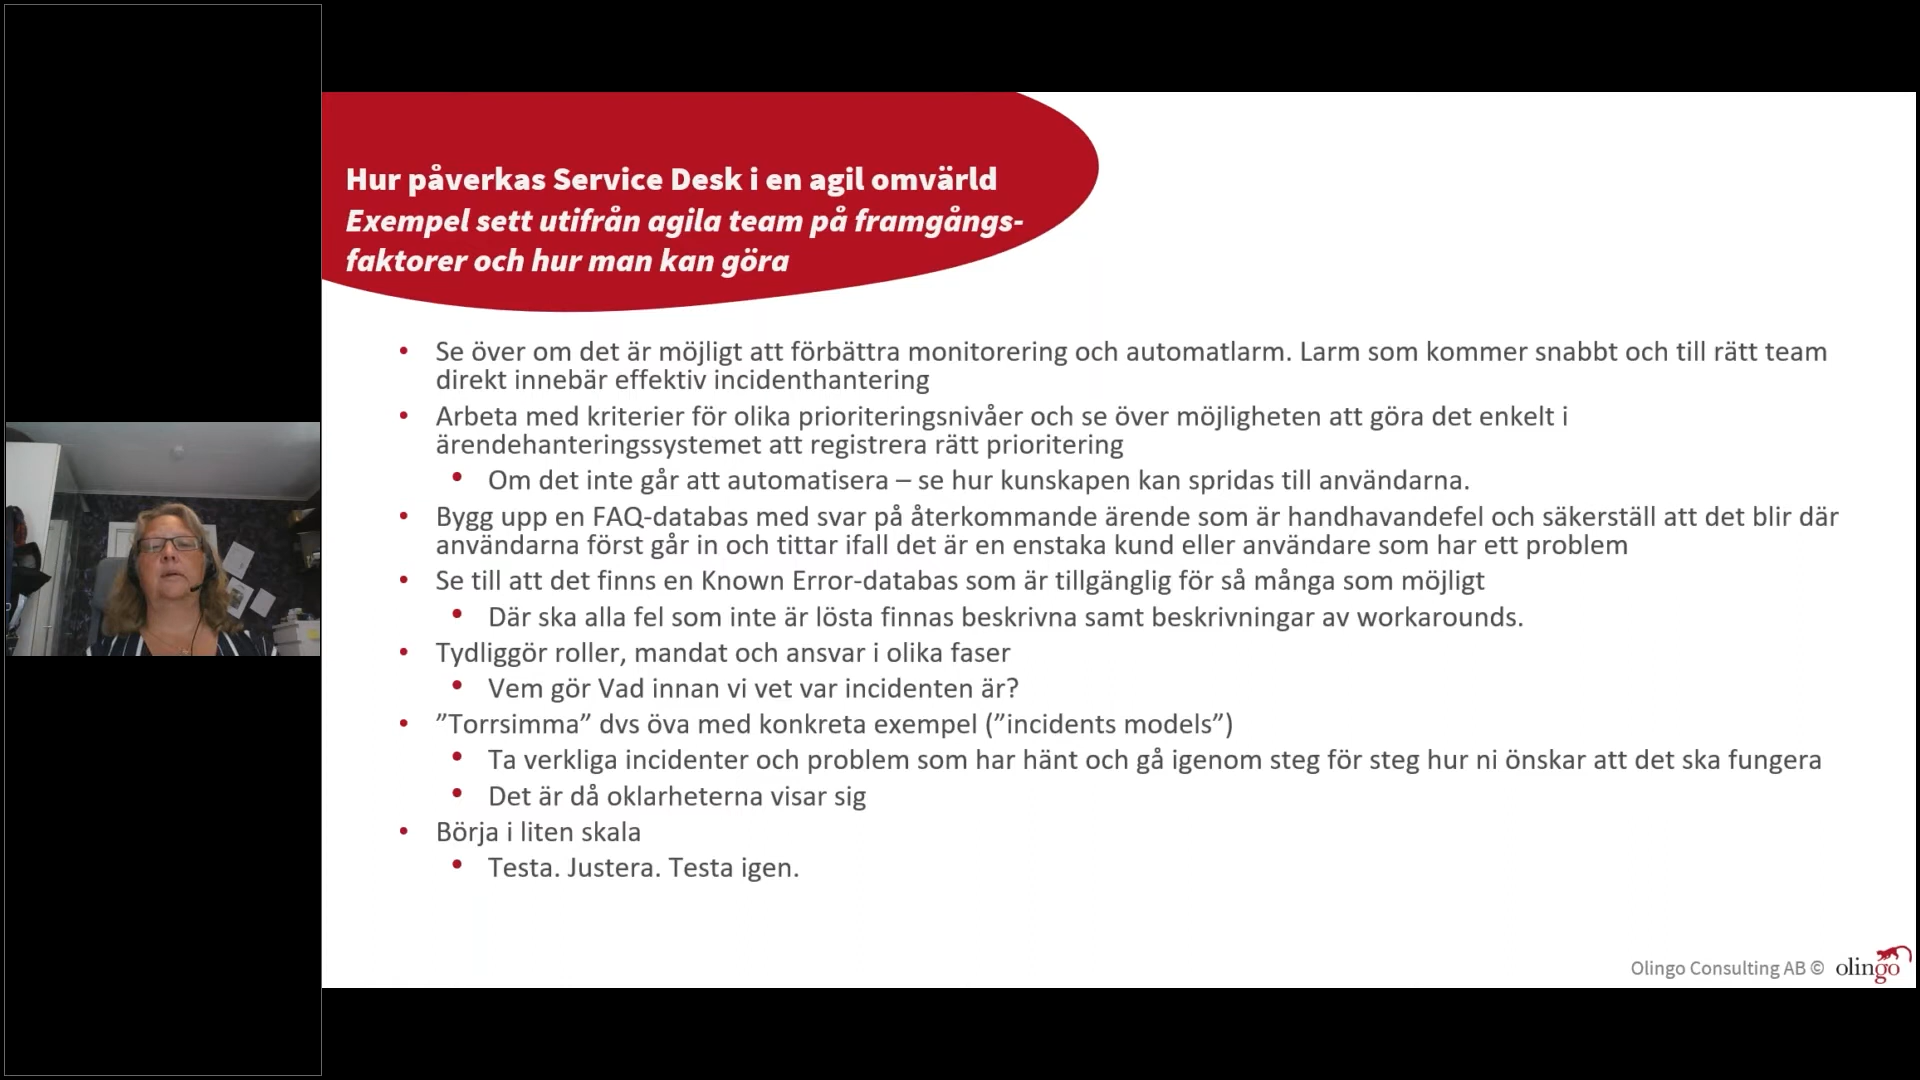 Hur påverkas Service Desk i en agil omvärld
Exempel sett utifrån agila team på framgångs-
faktorer och hur man kan göra
• Se över om det är möjligt att förbättra monitorering och automatlarm. Larm som kommer snabbt och till rätt team
direkt innebär effektiv incidenthantering
• Arbeta med kriterier för olika prioriteringsnivåer och se över möjligheten att göra det enkelt i
ärendehanteringssystemet att registrera rätt prioritering
• Om det inte går att automatisera – se hur kunskapen kan spridas till användarna.
• Bygg upp en FAQ-databas med svar på återkommande ärende som är handhavandefel och säkerställ att det blir där
användarna först går in och tittar ifall det är en enstaka kund eller användare som har ett problem
• Se till att det finns en Known Error-databas som är tillgänglig för så många som möjligt
• Där ska alla fel som inte är lösta finnas beskrivna samt beskrivningar av workarounds.
• Tydliggör roller, mandat och ansvar i olika faser
• Vem gör Vad innan vi vet var incidenten är?
• ”Torrsimma” dvs öva med konkreta exempel (”incidents models”)
• Ta verkliga incidenter och problem som har hänt och gå igenom steg för steg hur ni önskar att det ska fungera
• Det är då oklarheterna visar sig
• Börja i liten skala
• Testa. Justera. Testa igen.
Olingo Consulting AB © olingo